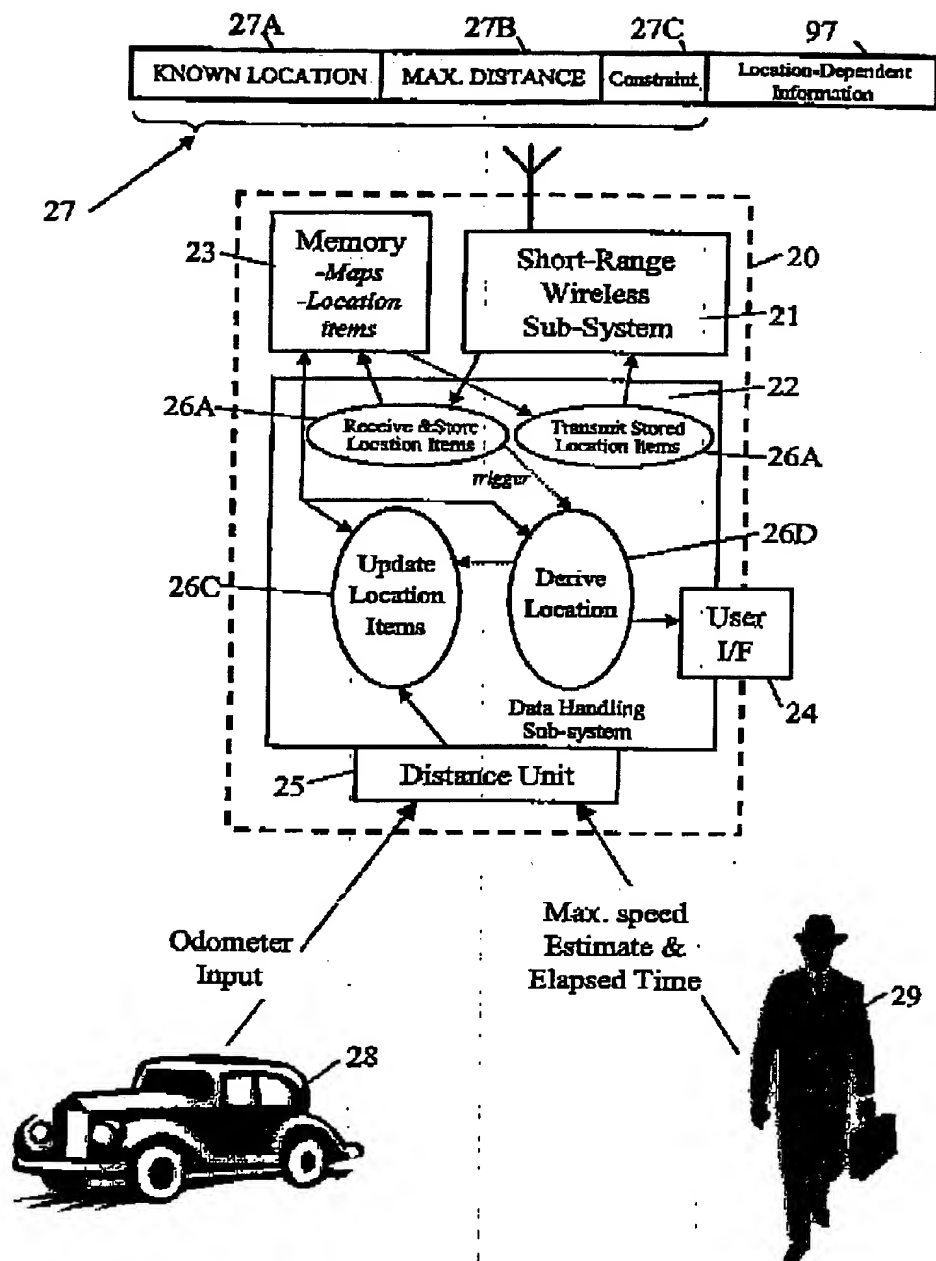 27A 27B 27C 97
KNOWN LOCATION MAX. DISTANCE Constraint. Location-Dependent
Information
27
23
Memory
-Maps
-Location
items
Short-Range
Wireless
Sub-System
20
21
22
26A
Receive &Store
Location Items
Transmit Stored
Location Items
26A
trigger
26C
Update
Location
Items
Derive
Location
26D
User
I/F
24
Data Handling
Sub-system
25
Distance Unit
Odometer
Input
Max. speed
Estimate &
Elapsed Time
28
29